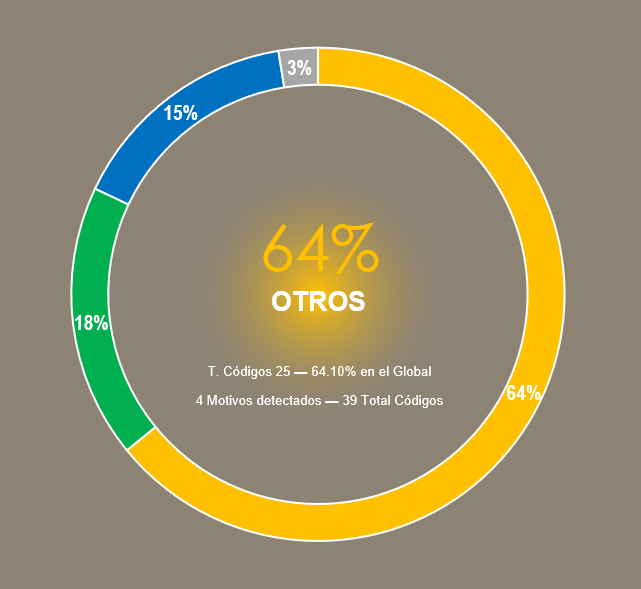 3%
15%
64%
OTROS
18%
T. Códigos 25 — 64.10% en el Global
64%
4 Motivos detectados — 39 Total Códigos